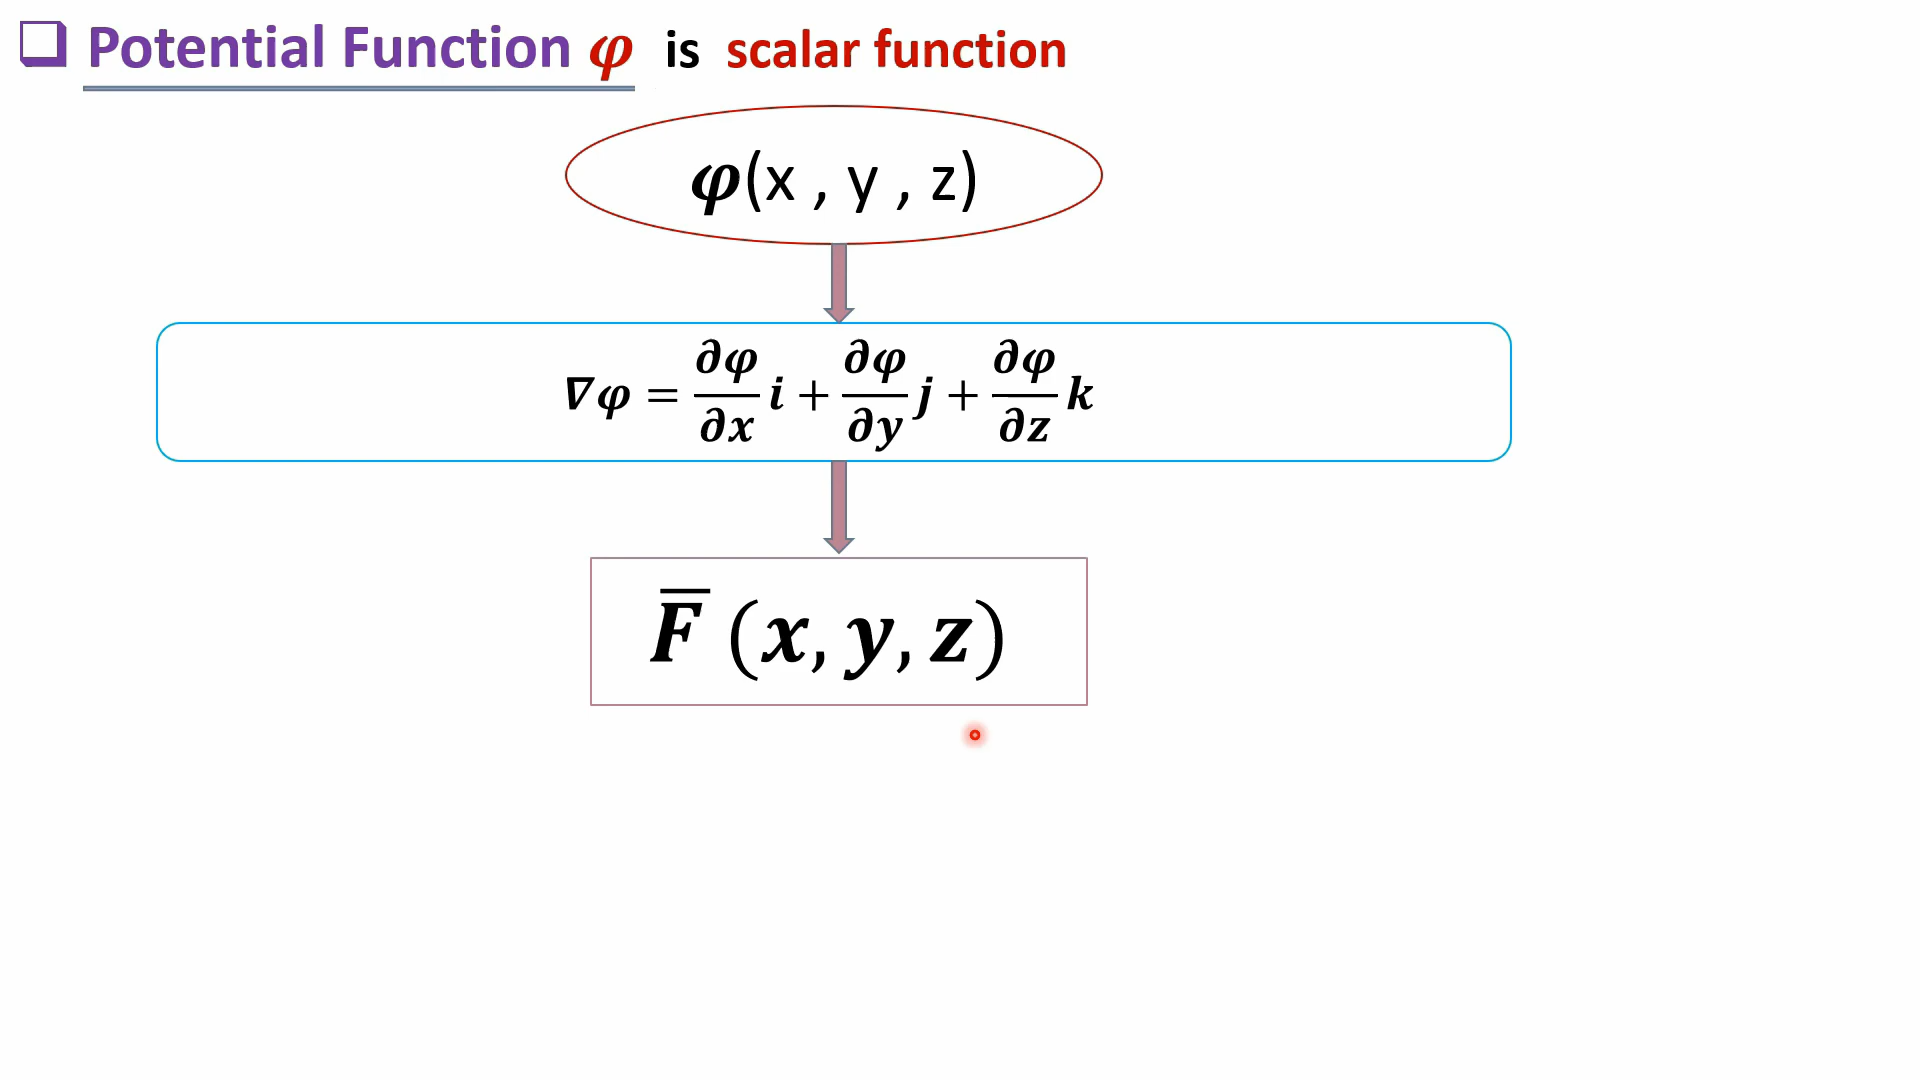 ❑ Potential Function φ is scalar function
φ(x , y , z)
∇φ = ∂φ/∂x i + ∂φ/∂y j + ∂φ/∂z k
F̅ (x, y, z)